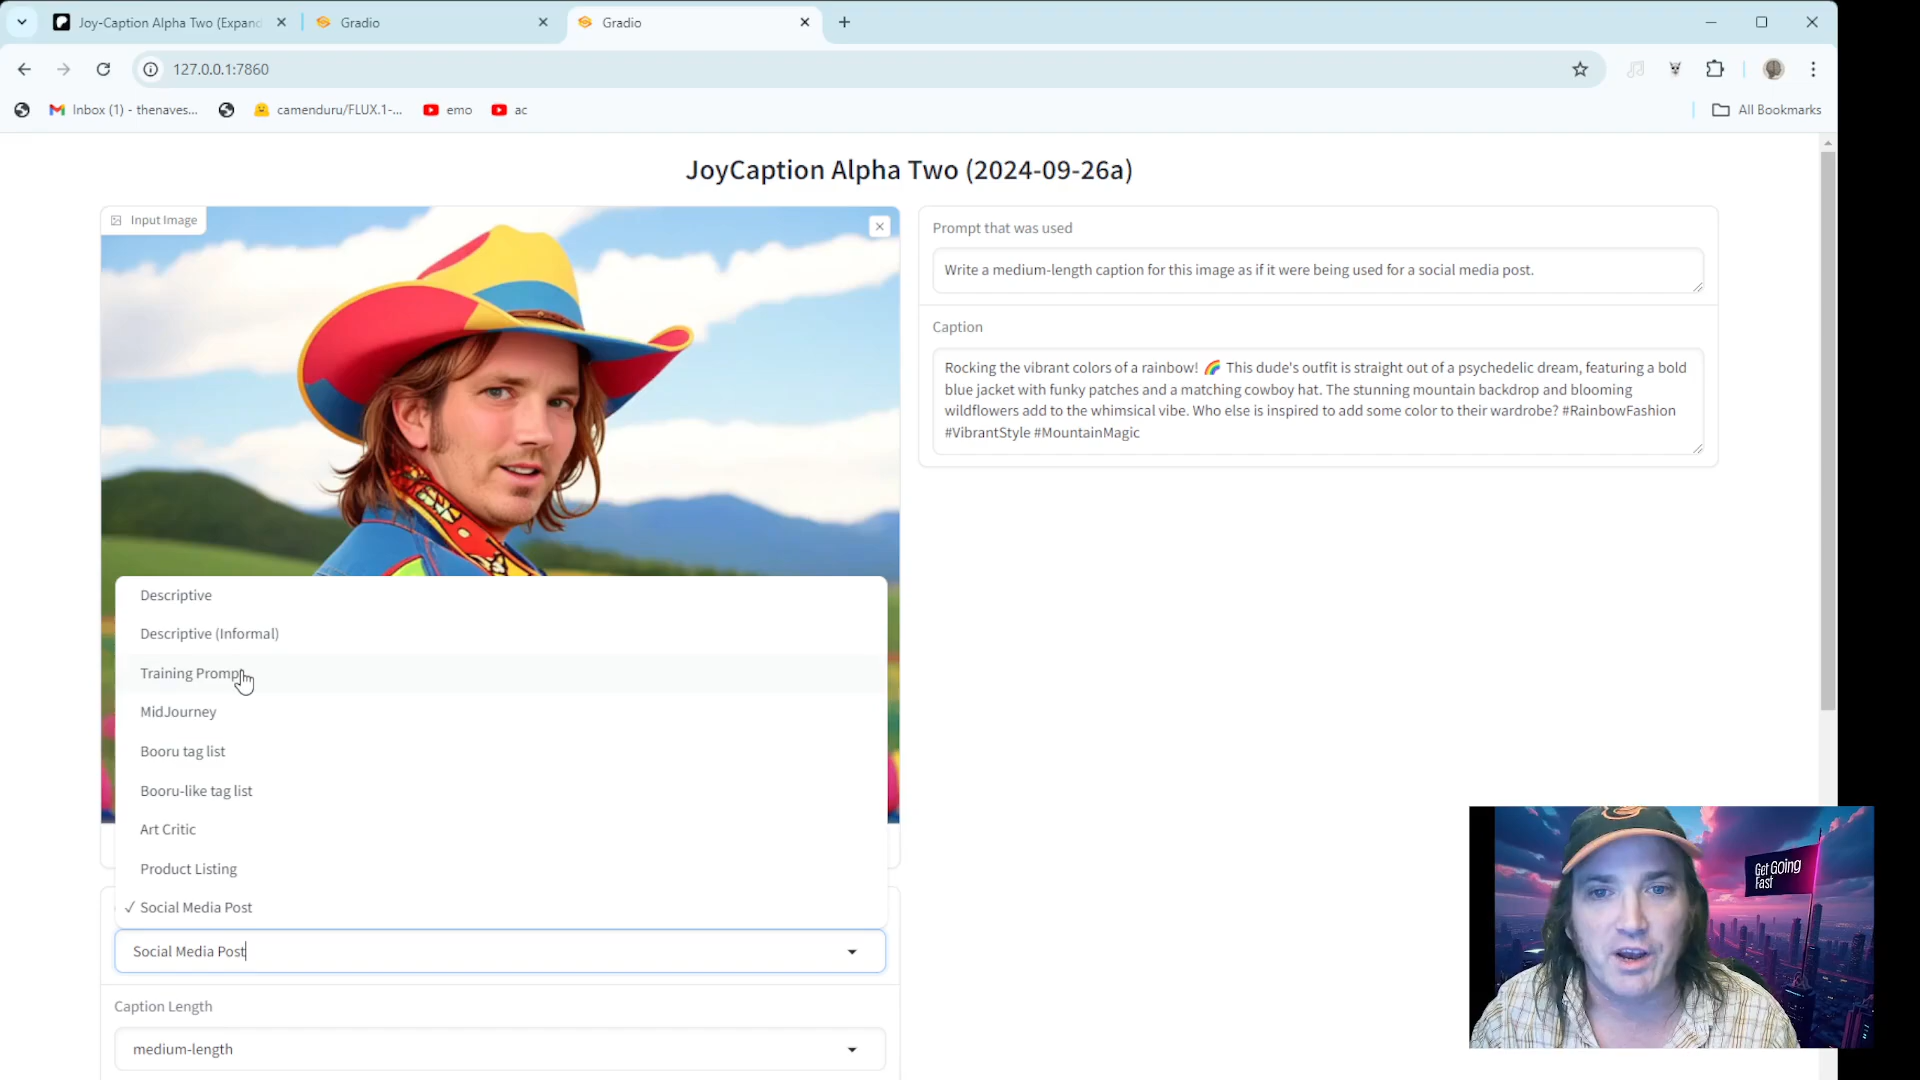 Joy-Caption Alpha Two (Expand
Gradio
Gradio
127.0.0.1:7860
Inbox (1) - thenaves...
camenduru/FLUX.1-...
emo
ac
All Bookmarks
JoyCaption Alpha Two (2024-09-26a)
Input Image
Prompt that was used
Write a medium-length caption for this image as if it were being used for a social media post.
Caption
Rocking the vibrant colors of a rainbow! 🌈 This dude's outfit is straight out of a psychedelic dream, featuring a bold
blue jacket with funky patches and a matching cowboy hat. The stunning mountain backdrop and blooming
wildflowers add to the whimsical vibe. Who else is inspired to add some color to their wardrobe? #RainbowFashion
#VibrantStyle #MountainMagic
Descriptive
Descriptive (Informal)
Training Prompt
MidJourney
Booru tag list
Booru-like tag list
Art Critic
Product Listing
✓ Social Media Post
Social Media Post
Caption Length
medium-length
Get Going
Fast